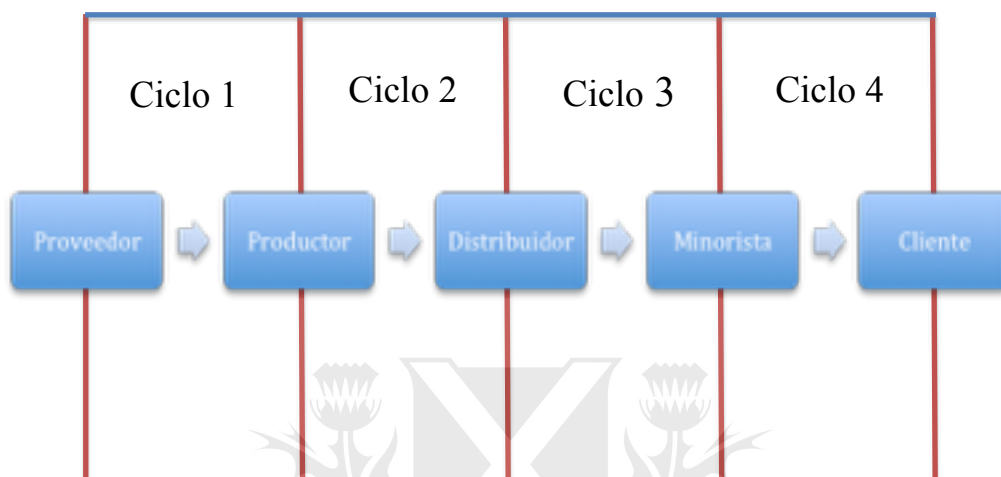 Ciclo 1
Ciclo 2
Ciclo 3
Ciclo 4
Proveedor
Productor
Distribuidor
Minorista
Cliente